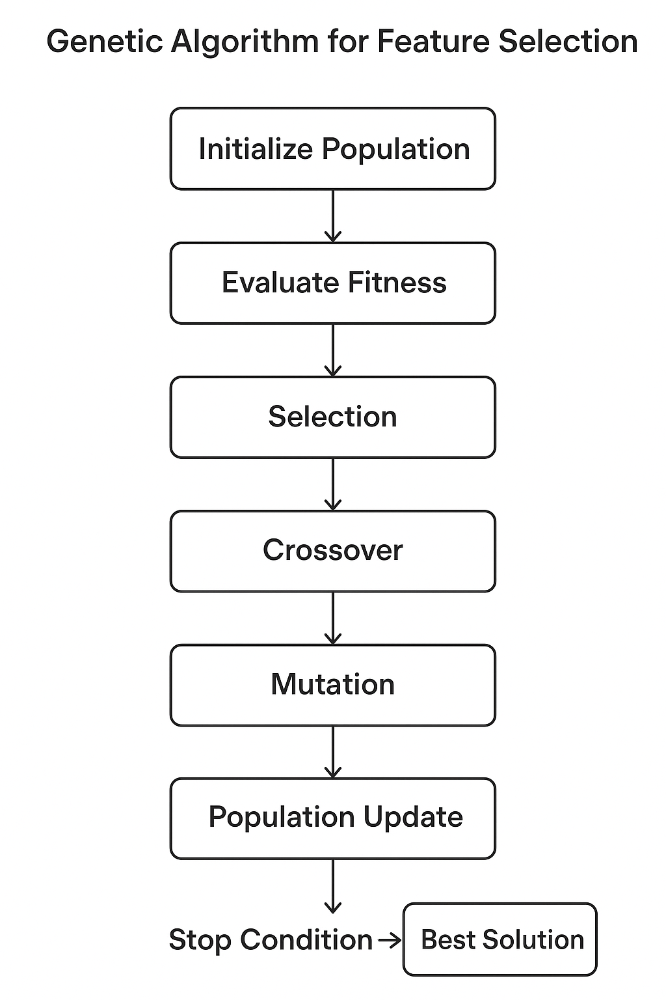 Genetic Algorithm for Feature Selection
Initialize Population
Evaluate Fitness
Selection
Crossover
Mutation
Population Update
Stop Condition
Best Solution